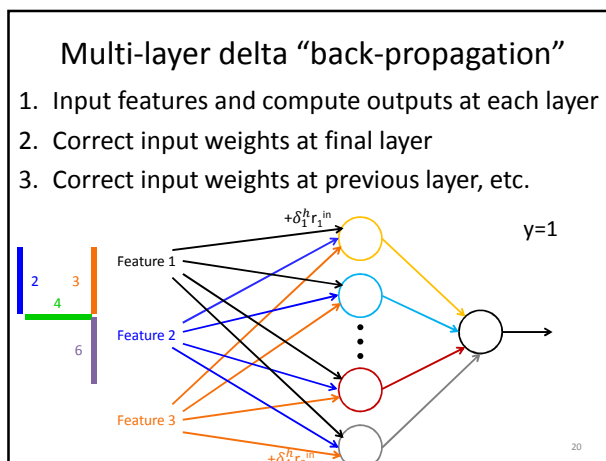 Multi-layer delta “back-propagation”
1. Input features and compute outputs at each layer
2. Correct input weights at final layer
3. Correct input weights at previous layer, etc.
+δ₁ʰr₁ⁱⁿ
y=1
Feature 1
2
3
4
Feature 2
6
Feature 3
20